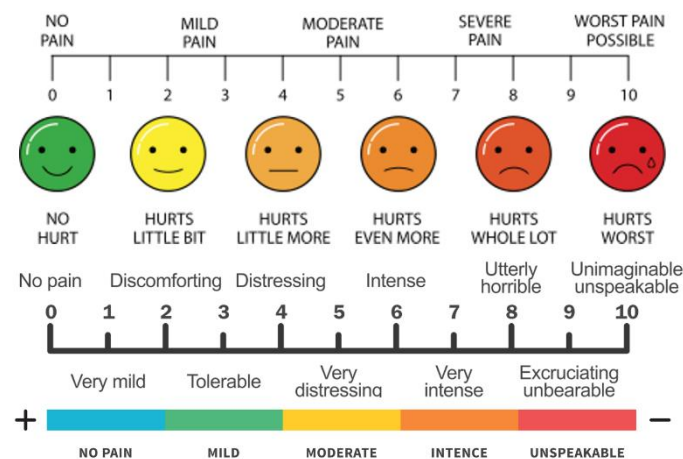 NO MILD MODERATE SEVERE WORST PAIN
PAIN PAIN PAIN PAIN POSSIBLE
0 1 2 3 4 5 6 7 8 9 10
NO HURTS HURTS HURTS HURTS HURTS
HURT LITTLE BIT LITTLE MORE EVEN MORE WHOLE LOT WORST
No pain Discomforting Distressing Intense Utterly horrible Unimaginable unspeakable
0 1 2 3 4 5 6 7 8 9 10
Very mild Tolerable Very distressing Very intense Excruciating unbearable
+ −
NO PAIN MILD MODERATE INTENCE UNSPEAKABLE